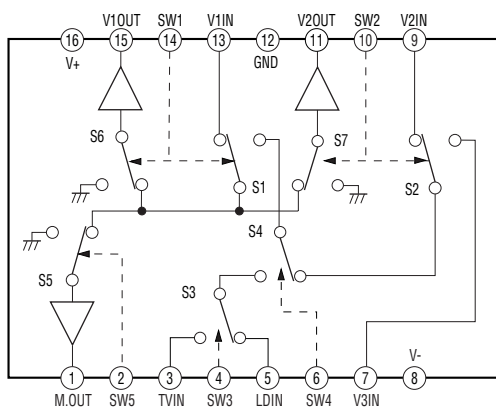 V1OUT SW1 V1IN V2OUT SW2 V2IN
16 15 14 13 12 11 10 9
V+ GND
S6 S7
S1 S2
S4
S5 S3
V-
1 2 3 4 5 6 7 8
M.OUT SW5 TVIN SW3 LDIN SW4 V3IN